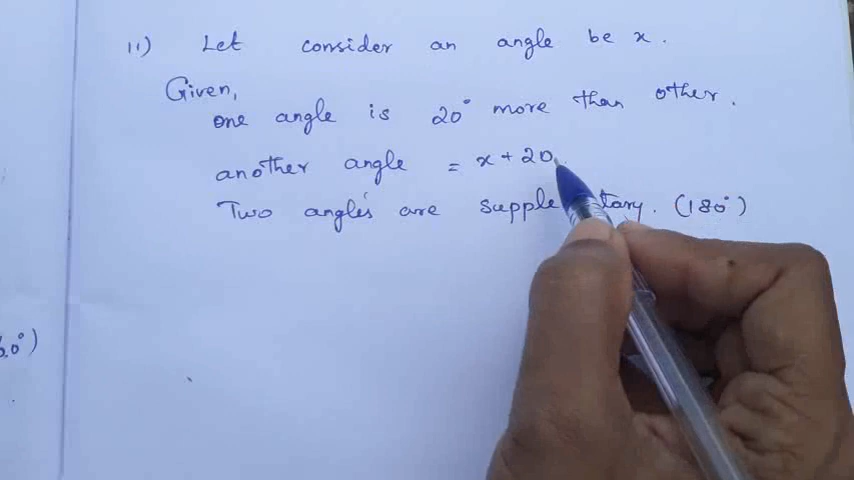 11) Let consider an angle be x.
Given,
one angle is 20° more than other.
another angle = x + 20
Two angles are supple tary. (180°)
0°)